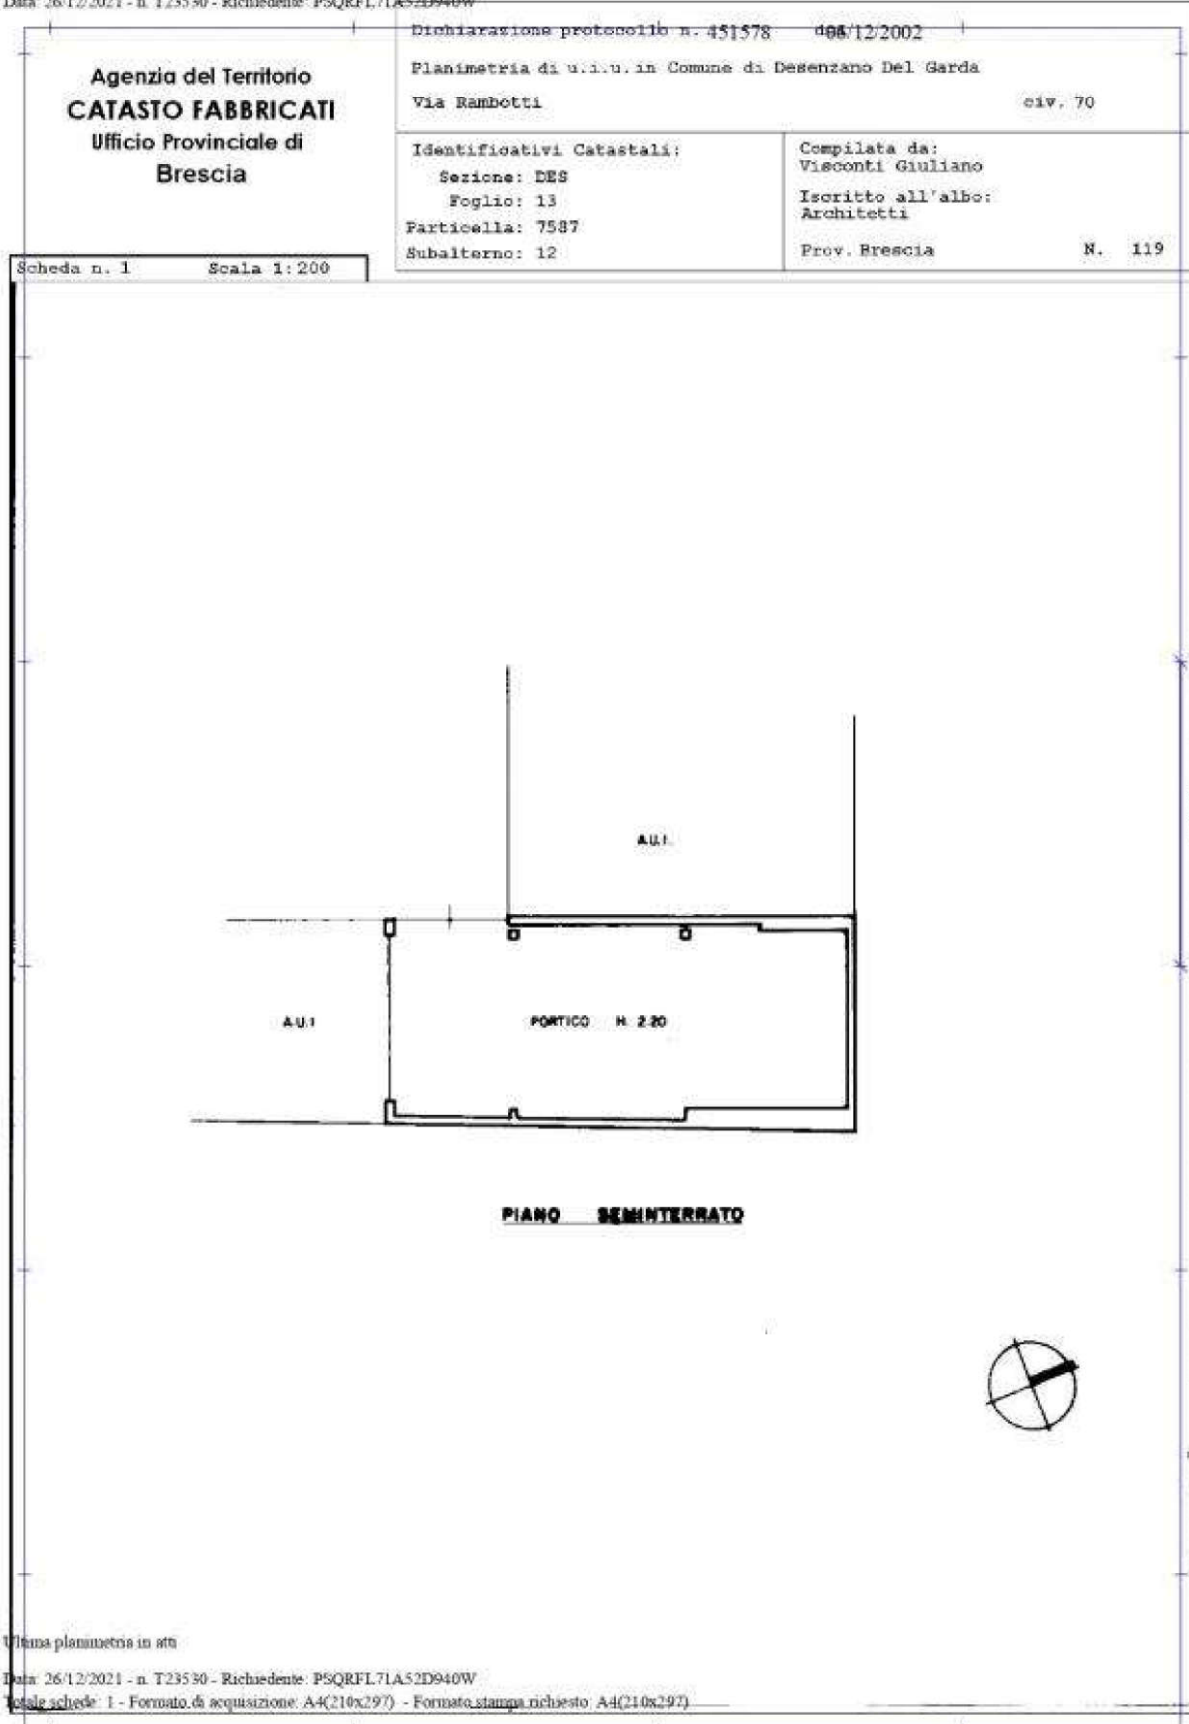 Data: 26/12/2021 - n. T23530 - Richiedente: PSQRFL71A52D940W
Agenzia del Territorio
CATASTO FABBRICATI
Ufficio Provinciale di
Brescia
Dichiarazione protocollo n. 451578 del /12/2002
Planimetria di u.i.u. in Comune di Desenzano Del Garda
Via Rambotti civ. 70
Identificativi Catastali:
Sezione: DES
Foglio: 13
Particella: 7587
Subalterno: 12
Compilata da:
Visconti Giuliano
Iscritto all'albo:
Architetti
Prov. Brescia N. 119
Scheda n. 1 Scala 1:200
A.U.I.
A.U.I
PORTICO H. 2.20
PIANO SEMINTERRATO
Ultima planimetria in atti
Data: 26/12/2021 - n. T23530 - Richiedente: PSQRFL71A52D940W
Totale schede: 1 - Formato di acquisizione: A4(210x297) - Formato stampa richiesto: A4(210x297)